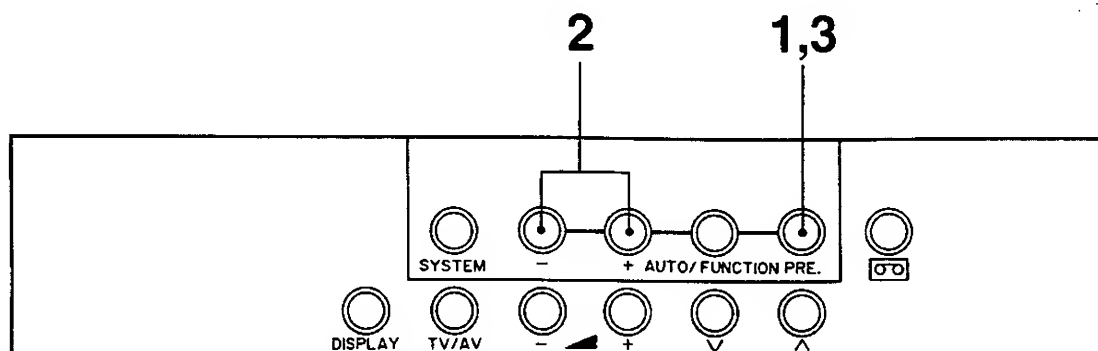 2 1,3
SYSTEM - + AUTO/FUNCTION PRE.
DISPLAY TV/AV - + ∨ ∧